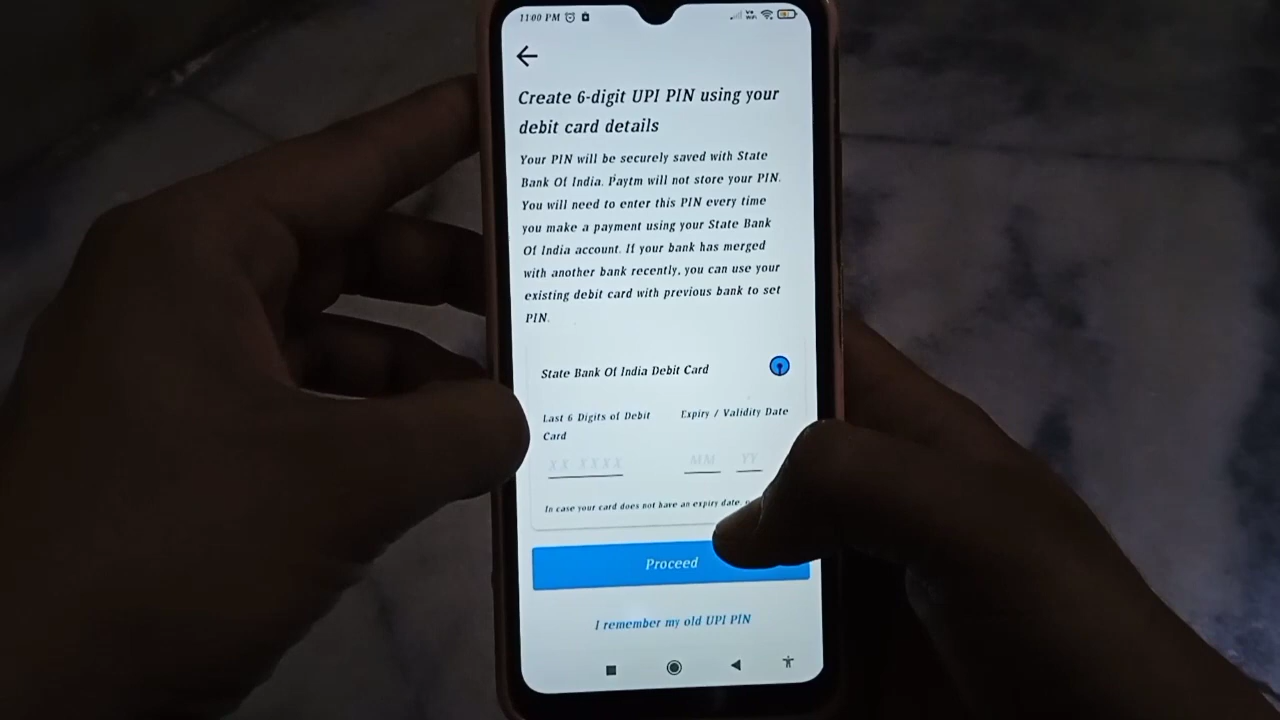 11:00 PM
Vo WiFi
Create 6-digit UPI PIN using your
debit card details
Your PIN will be securely saved with State
Bank Of India. Paytm will not store your PIN.
You will need to enter this PIN every time
you make a payment using your State Bank
Of India account. If your bank has merged
with another bank recently, you can use your
existing debit card with previous bank to set
PIN.
State Bank Of India Debit Card
Last 6 Digits of Debit
Card
Expiry / Validity Date
XX XXXX
MM YY
In case your card does not have an expiry date,
Proceed
I remember my old UPI PIN